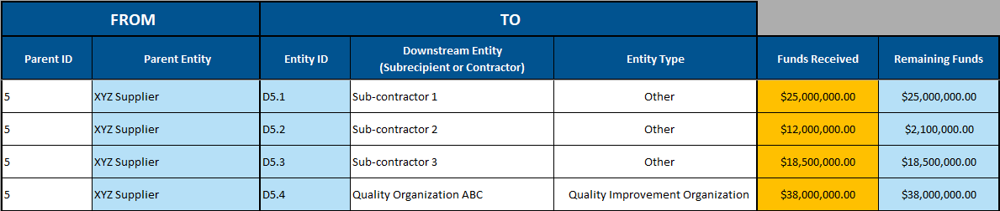 FROM TO
Parent ID Parent Entity Entity ID Downstream Entity (Subrecipient or Contractor) Entity Type Funds Received Remaining Funds
5 XYZ Supplier D5.1 Sub-contractor 1 Other $25,000,000.00 $25,000,000.00
5 XYZ Supplier D5.2 Sub-contractor 2 Other $12,000,000.00 $2,100,000.00
5 XYZ Supplier D5.3 Sub-contractor 3 Other $18,500,000.00 $18,500,000.00
5 XYZ Supplier D5.4 Quality Organization ABC Quality Improvement Organization $38,000,000.00 $38,000,000.00